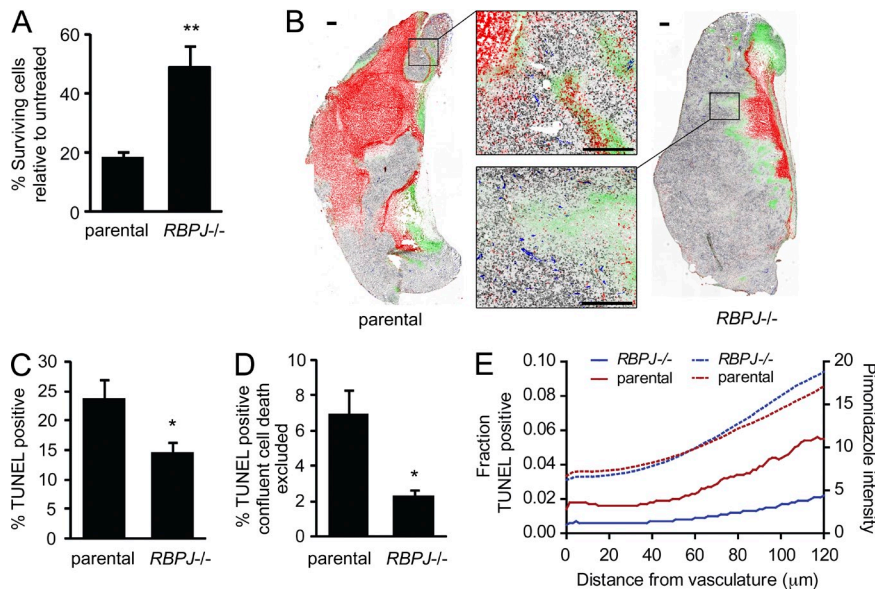 A
% Surviving cells
relative to untreated
60
40
20
0
**
parental
RBPJ-/-
B
-
-
parental
RBPJ-/-
C
% TUNEL positive
30
25
20
15
10
5
0
*
parental
RBPJ-/-
D
% TUNEL positive
confluent cell death
excluded
10
8
6
4
2
0
*
parental
RBPJ-/-
E
RBPJ-/-
RBPJ-/-
parental
parental
Fraction
TUNEL positive
0.10
0.08
0.06
0.04
0.02
0.00
20
15
10
5
0
Pimonidazole intensity
0 20 40 60 80 100 120
Distance from vasculature (μm)